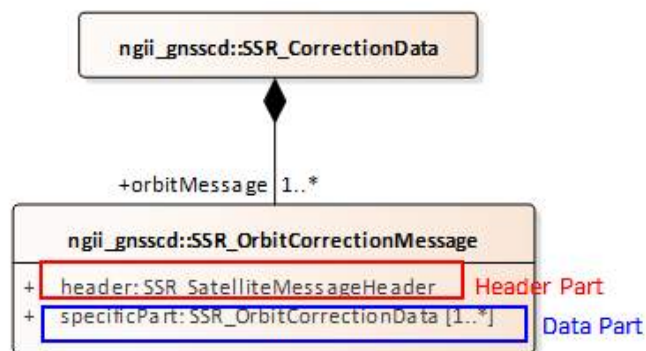 ngii_gnsscd::SSR_CorrectionData
+orbitMessage 1..*
ngii_gnsscd::SSR_OrbitCorrectionMessage
+ header: SSR_SatelliteMessageHeader Header Part
+ specificPart: SSR_OrbitCorrectionData [1..*] Data Part